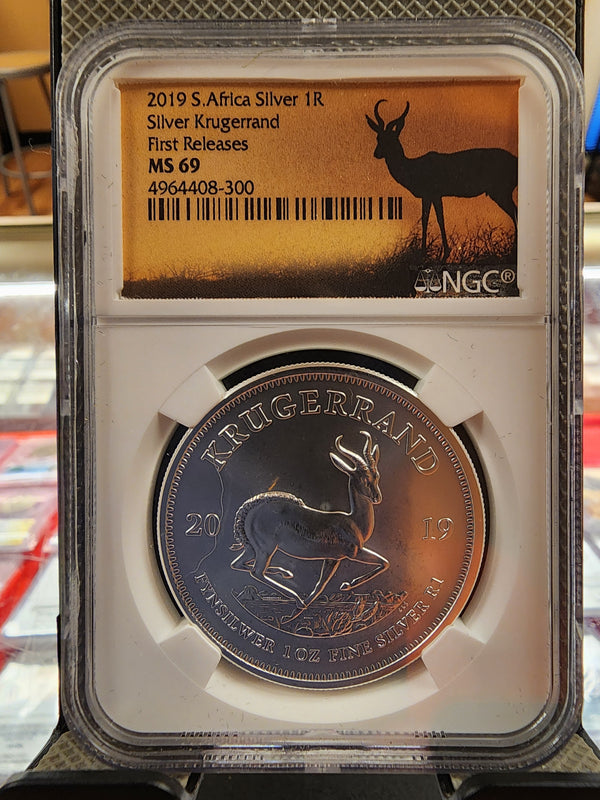 2019 S.Africa Silver 1R
Silver Krugerrand
First Releases
MS 69
4964408-300
NGC®
KRUGERRAND
20 19
FYNSILWER 1 OZ FINE SILVER R1